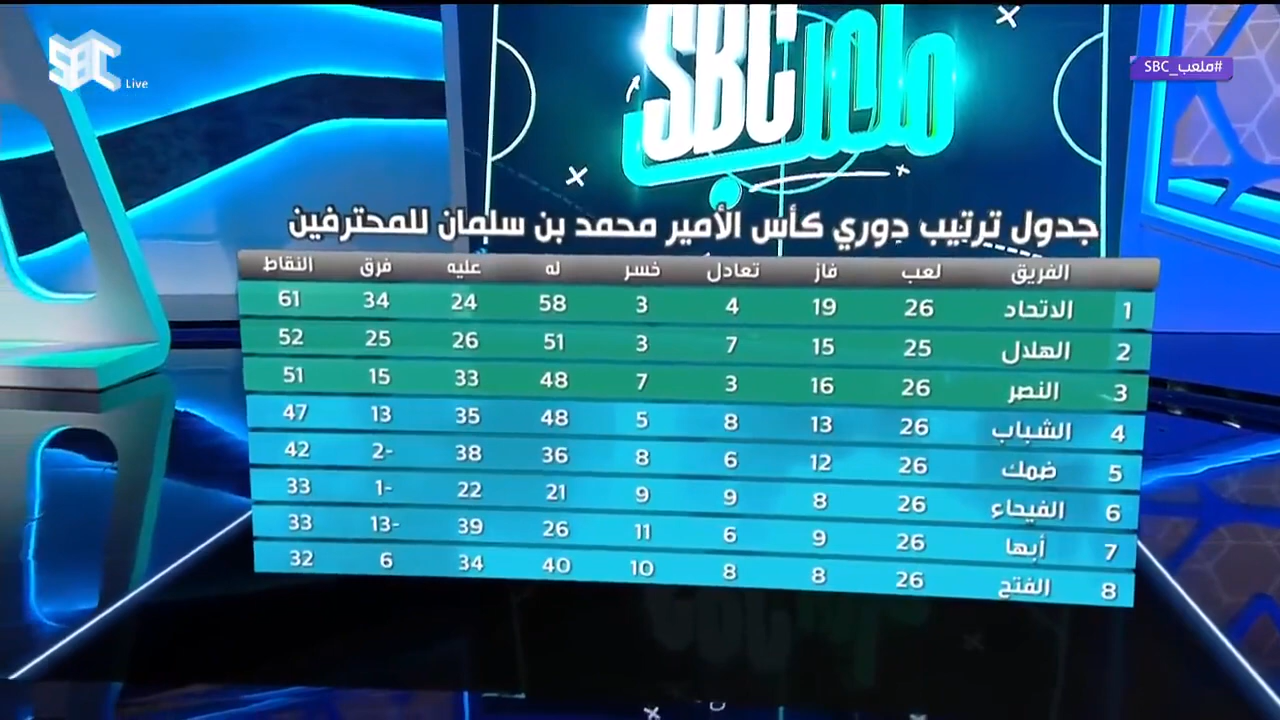 SBC
Live
#ملعب_SBC
ملعب SBC
جدول ترتيب دوري كأس الأمير محمد بن سلمان للمحترفين
الفريق لعب فاز تعادل خسر له عليه فرق النقاط
1 الاتحاد 26 19 4 3 58 24 34 61
2 الهلال 25 15 7 3 51 26 25 52
3 النصر 26 16 3 7 48 33 15 51
4 الشباب 26 13 8 5 48 35 13 47
5 ضمك 26 12 6 8 36 38 2- 42
6 الفيحاء 26 8 9 9 21 22 1- 33
7 أبها 26 9 6 11 26 39 13- 33
8 الفتح 26 8 8 10 40 34 6 32